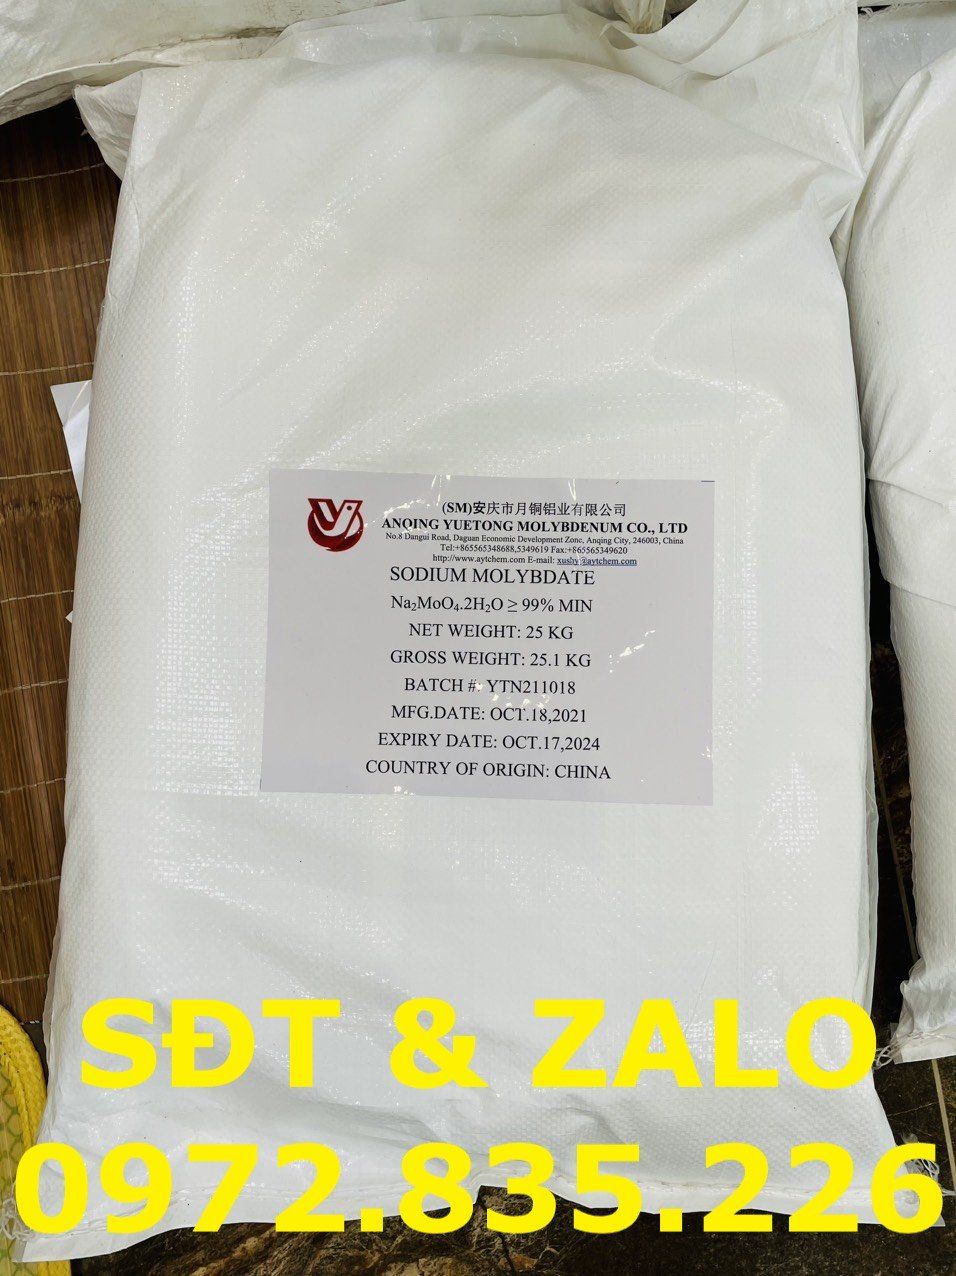 (SM)安庆市月铜铝业有限公司
ANQING YUETONG MOLYBDENUM CO., LTD
No.8 Dangui Road, Daguan Economic Development Zone, Anqing City, 246003, China
Tel:+865565348688,5349619 Fax:+865565349620
http://www.aytchem.com E-mail: xushy@aytchem.com
SODIUM MOLYBDATE
Na₂MoO₄.2H₂O ≥ 99% MIN
NET WEIGHT: 25 KG
GROSS WEIGHT: 25.1 KG
BATCH #: YTN211018
MFG.DATE: OCT.18,2021
EXPIRY DATE: OCT.17,2024
COUNTRY OF ORIGIN: CHINA
SĐT & ZALO
0972.835.226